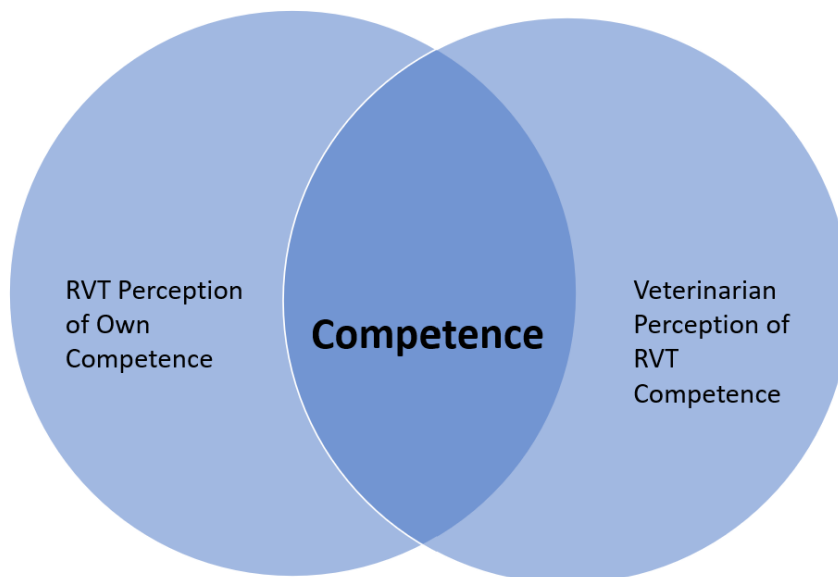 RVT Perception
of Own
Competence
Competence
Veterinarian
Perception of
RVT
Competence